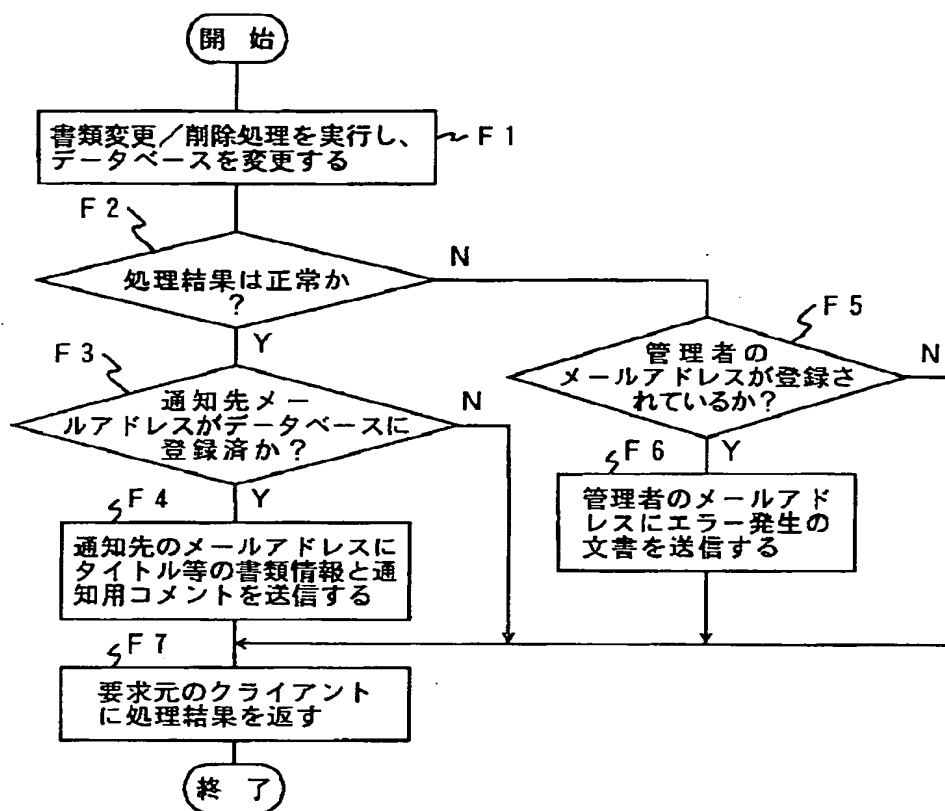 開 始
書類変更／削除処理を実行し、
データベースを変更する
F 1
F 2
処理結果は正常か
？
N
Y
F 3
通知先メー
ルアドレスがデータベースに
登録済か？
N
Y
F 4
通知先のメールアドレスに
タイトル等の書類情報と通
知用コメントを送信する
F 5
管理者の
メールアドレスが登録さ
れているか？
N
Y
F 6
管理者のメールアド
レスにエラー発生の
文書を送信する
F 7
要求元のクライアント
に処理結果を返す
終 了